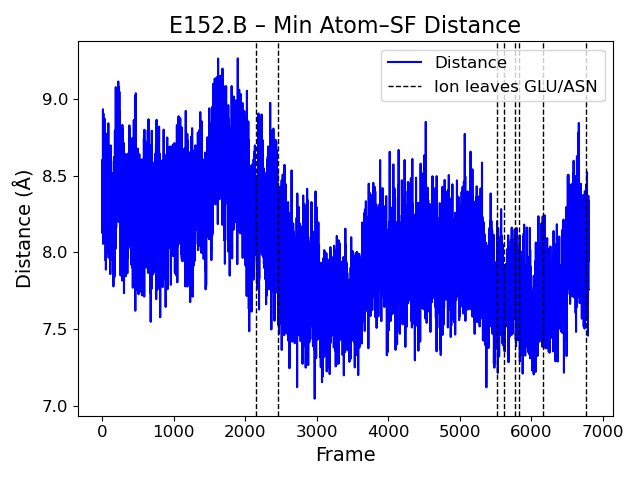 E152.B – Min Atom–SF Distance
Distance
Ion leaves GLU/ASN
Distance (Å)
9.0
8.5
8.0
7.5
7.0
0 1000 2000 3000 4000 5000 6000 7000
Frame